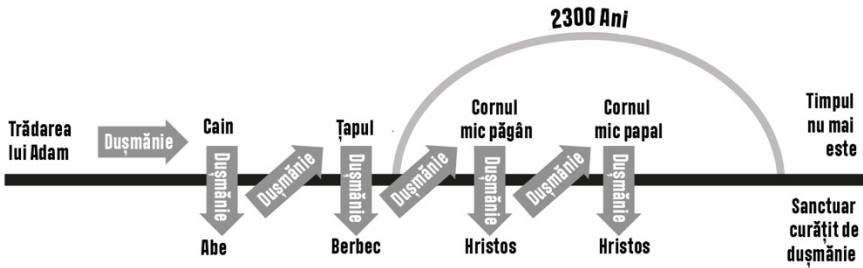 2300 Ani
Trădarea
lui Adam
Dușmănie
Cain
Dușmănie
Abe
Dușmănie
Țapul
Dușmănie
Berbec
Dușmănie
Cornul
mic păgân
Dușmănie
Hristos
Dușmănie
Cornul
mic papal
Dușmănie
Hristos
Timpul
nu mai
este
Sanctuar
curățit de
dușmănie